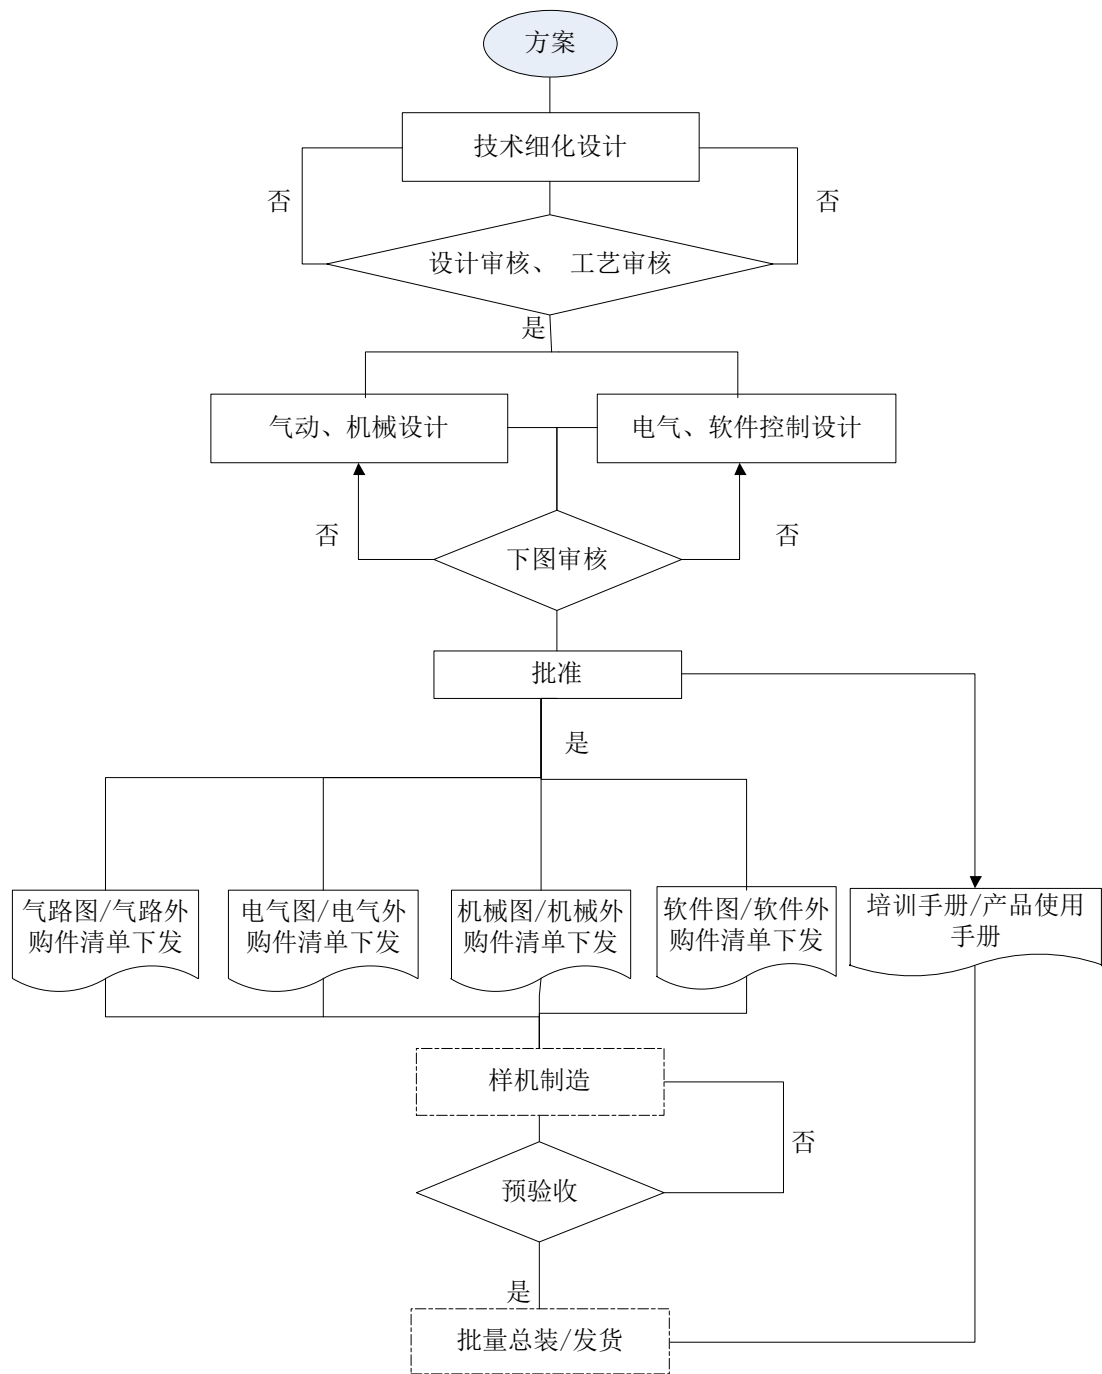 方案
技术细化设计
否
否
设计审核、 工艺审核
是
气动、机械设计
电气、软件控制设计
否
否
下图审核
批准
是
气路图/气路外
购件清单下发
电气图/电气外
购件清单下发
机械图/机械外
购件清单下发
软件图/软件外
购件清单下发
培训手册/产品使用
手册
样机制造
否
预验收
是
批量总装/发货